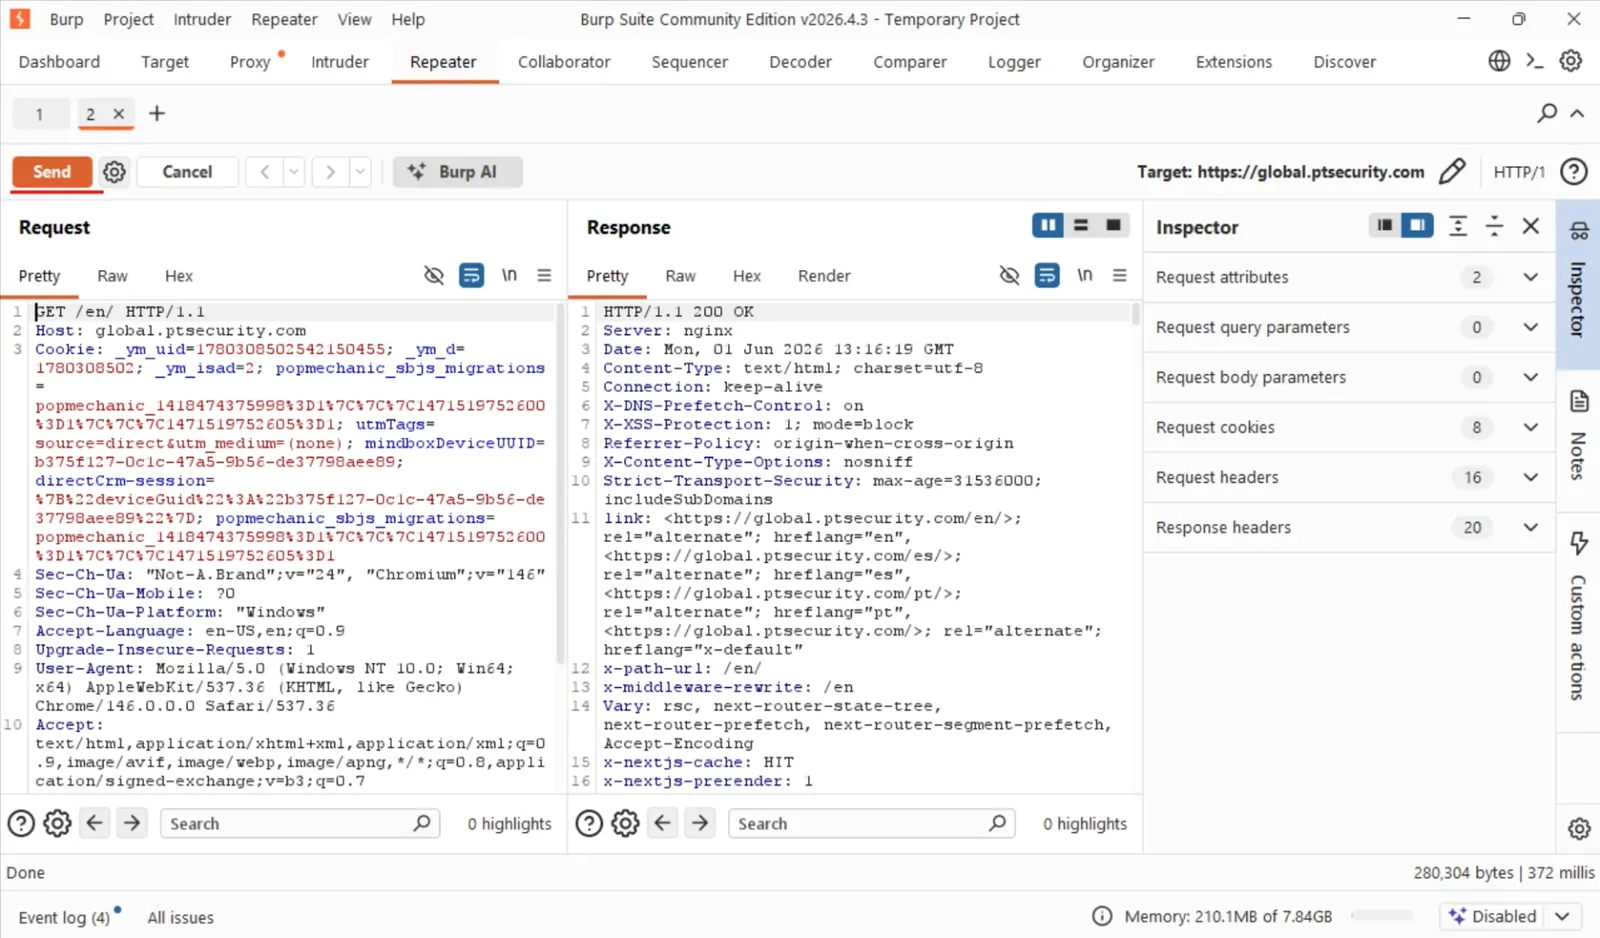 Burp Project Intruder Repeater View Help Burp Suite Community Edition v2026.4.3 - Temporary Project
Dashboard Target Proxy Intruder Repeater Collaborator Sequencer Decoder Comparer Logger Organizer Extensions Discover
1 2
Send Cancel Burp AI Target: https://global.ptsecurity.com HTTP/1
Request
Pretty Raw Hex
1 GET /en/ HTTP/1.1
2 Host: global.ptsecurity.com
3 Cookie: _ym_uid=1780308502542150455; _ym_d=
1780308502; _ym_isad=2; popmechanic_sbjs_migrations
=
popmechanic_1418474375998%3D1%7C%7C%7C1471519752600
%3D1%7C%7C%7C1471519752605%3D1; utmTags=
source=direct&utm_medium=(none); mindboxDeviceUUID=
b375f127-0c1c-47a5-9b56-de37798aee89;
directCrm-session=
%7B%22deviceGuid%22%3A%22b375f127-0c1c-47a5-9b56-de
37798aee89%22%7D; popmechanic_sbjs_migrations=
popmechanic_1418474375998%3D1%7C%7C%7C1471519752600
%3D1%7C%7C%7C1471519752605%3D1
4 Sec-Ch-Ua: "Not-A.Brand";v="24", "Chromium";v="146"
5 Sec-Ch-Ua-Mobile: ?0
6 Sec-Ch-Ua-Platform: "Windows"
7 Accept-Language: en-US,en;q=0.9
8 Upgrade-Insecure-Requests: 1
9 User-Agent: Mozilla/5.0 (Windows NT 10.0; Win64;
x64) AppleWebKit/537.36 (KHTML, like Gecko)
Chrome/146.0.0.0 Safari/537.36
10 Accept:
text/html,application/xhtml+xml,application/xml;q=0
.9,image/avif,image/webp,image/apng,*/*;q=0.8,appli
cation/signed-exchange;v=b3;q=0.7
Search 0 highlights
Response
Pretty Raw Hex Render
1 HTTP/1.1 200 OK
2 Server: nginx
3 Date: Mon, 01 Jun 2026 13:16:19 GMT
4 Content-Type: text/html; charset=utf-8
5 Connection: keep-alive
6 X-DNS-Prefetch-Control: on
7 X-XSS-Protection: 1; mode=block
8 Referrer-Policy: origin-when-cross-origin
9 X-Content-Type-Options: nosniff
10 Strict-Transport-Security: max-age=31536000;
includeSubDomains
11 link: <https://global.ptsecurity.com/en/>;
rel="alternate"; hreflang="en",
<https://global.ptsecurity.com/es/>;
rel="alternate"; hreflang="es",
<https://global.ptsecurity.com/pt/>;
rel="alternate"; hreflang="pt",
<https://global.ptsecurity.com/>; rel="alternate";
hreflang="x-default"
12 x-path-url: /en/
13 x-middleware-rewrite: /en
14 Vary: rsc, next-router-state-tree,
next-router-prefetch, next-router-segment-prefetch,
Accept-Encoding
15 x-nextjs-cache: HIT
16 x-nextjs-prerender: 1
Search 0 highlights
Inspector
Request attributes 2
Request query parameters 0
Request body parameters 0
Request cookies 8
Request headers 16
Response headers 20
Inspector
Notes
Custom actions
Done 280,304 bytes | 372 millis
Event log (4) All issues Memory: 210.1MB of 7.84GB Disabled